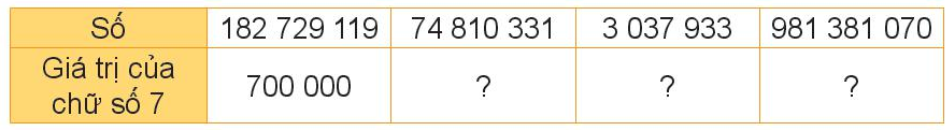 Số 182 729 119 74 810 331 3 037 933 981 381 070
Giá trị của
chữ số 7 700 000 ? ? ?